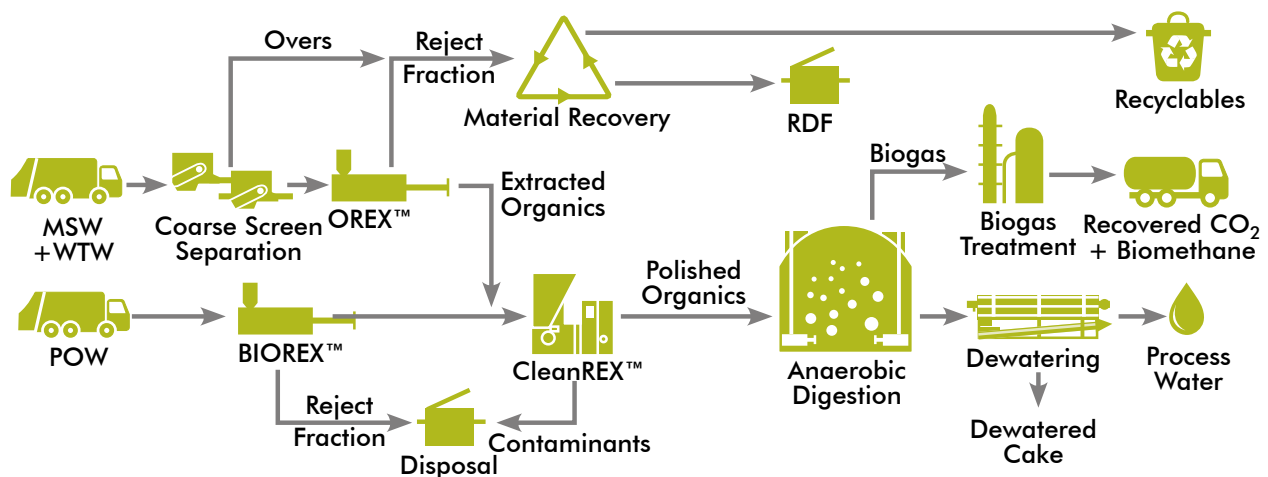 Overs
Reject
Fraction
Material Recovery
RDF
Recyclables
MSW
+WTW
Coarse Screen
Separation
OREX™
Extracted
Organics
Biogas
Biogas
Treatment
Recovered CO₂
+ Biomethane
POW
BIOREX™
CleanREX™
Polished
Organics
Anaerobic
Digestion
Dewatering
Process
Water
Reject
Fraction
Disposal
Contaminants
Dewatered
Cake